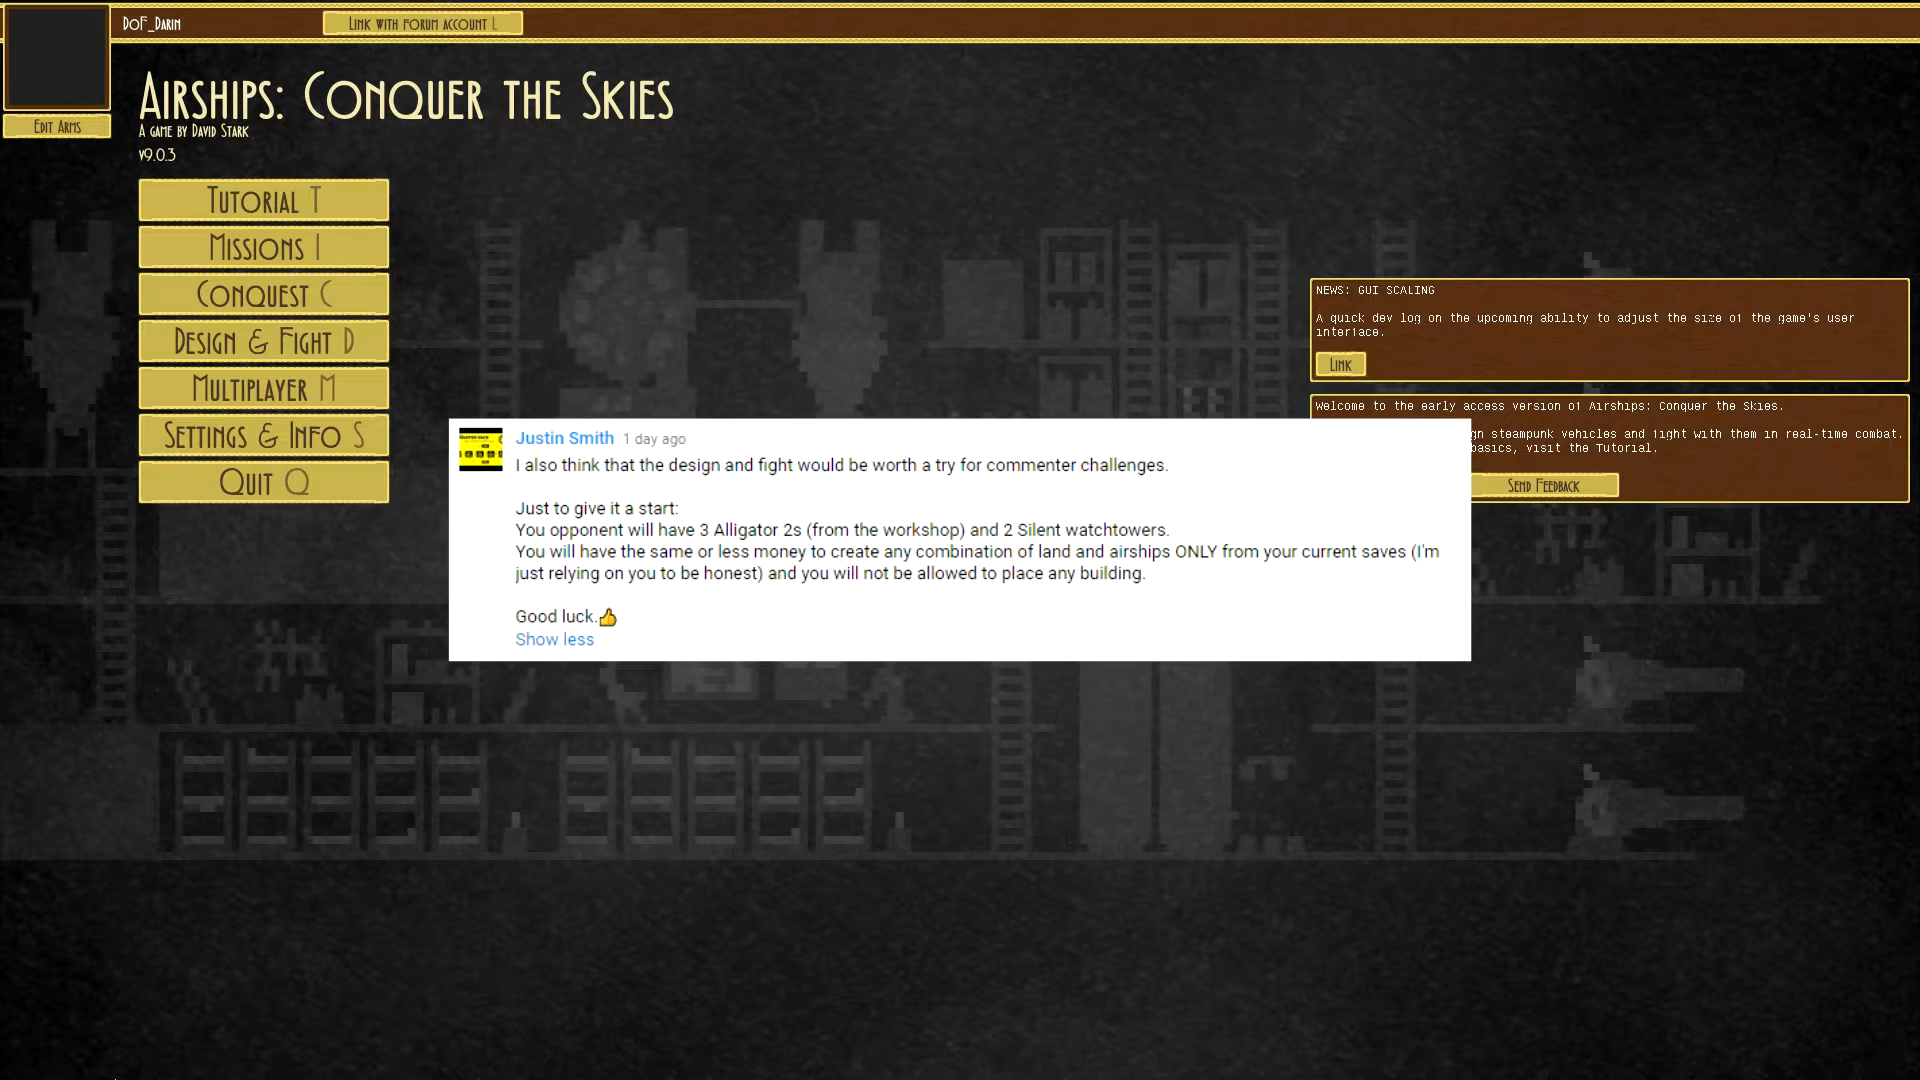 DoF_Darin
Link with forum account L
Edit Arms
Airships: Conquer the Skies
A game by David Stark
v9.0.3
Tutorial T
Missions I
Conquest C
Design & Fight D
Multiplayer M
Settings & Info S
Quit Q
NEWS: GUI SCALING
A quick dev log on the upcoming ability to adjust the size of the game's user
interface.
Link
Welcome to the early access version of Airships: Conquer the Skies.
gn steampunk vehicles and fight with them in real-time combat.
basics, visit the Tutorial.
Send Feedback
Justin Smith 1 day ago
I also think that the design and fight would be worth a try for commenter challenges.
Just to give it a start:
You opponent will have 3 Alligator 2s (from the workshop) and 2 Silent watchtowers.
You will have the same or less money to create any combination of land and airships ONLY from your current saves (I'm
just relying on you to be honest) and you will not be allowed to place any building.
Good luck.👍
Show less